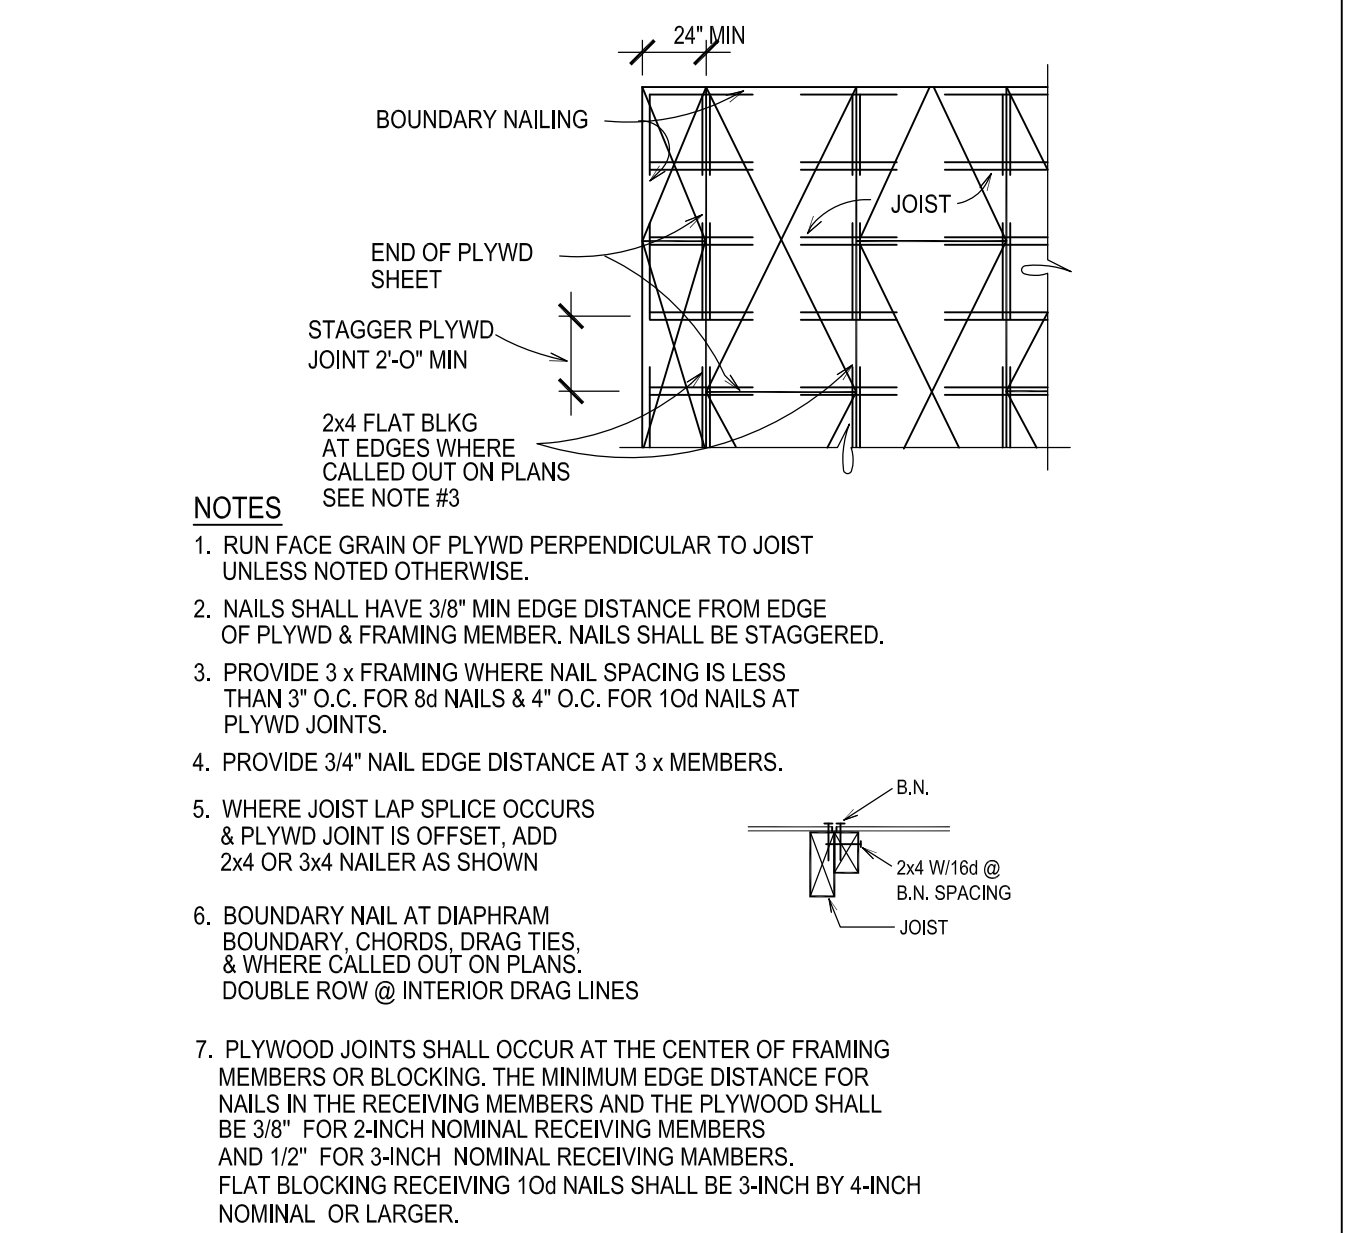 24" MIN
BOUNDARY NAILING
JOIST
END OF PLYWD
SHEET
STAGGER PLYWD
JOINT 2'-O" MIN
2x4 FLAT BLKG
AT EDGES WHERE
CALLED OUT ON PLANS
SEE NOTE #3
NOTES
1. RUN FACE GRAIN OF PLYWD PERPENDICULAR TO JOIST
UNLESS NOTED OTHERWISE.
2. NAILS SHALL HAVE 3/8" MIN EDGE DISTANCE FROM EDGE
OF PLYWD & FRAMING MEMBER. NAILS SHALL BE STAGGERED.
3. PROVIDE 3 x FRAMING WHERE NAIL SPACING IS LESS
THAN 3" O.C. FOR 8d NAILS & 4" O.C. FOR 1Od NAILS AT
PLYWD JOINTS.
4. PROVIDE 3/4" NAIL EDGE DISTANCE AT 3 x MEMBERS.
5. WHERE JOIST LAP SPLICE OCCURS
& PLYWD JOINT IS OFFSET, ADD
2x4 OR 3x4 NAILER AS SHOWN
B.N.
2x4 W/16d @
B.N. SPACING
JOIST
6. BOUNDARY NAIL AT DIAPHRAM
BOUNDARY, CHORDS, DRAG TIES,
& WHERE CALLED OUT ON PLANS.
DOUBLE ROW @ INTERIOR DRAG LINES
7. PLYWOOD JOINTS SHALL OCCUR AT THE CENTER OF FRAMING
MEMBERS OR BLOCKING. THE MINIMUM EDGE DISTANCE FOR
NAILS IN THE RECEIVING MEMBERS AND THE PLYWOOD SHALL
BE 3/8" FOR 2-INCH NOMINAL RECEIVING MEMBERS
AND 1/2" FOR 3-INCH NOMINAL RECEIVING MAMBERS.
FLAT BLOCKING RECEIVING 1Od NAILS SHALL BE 3-INCH BY 4-INCH
NOMINAL OR LARGER.